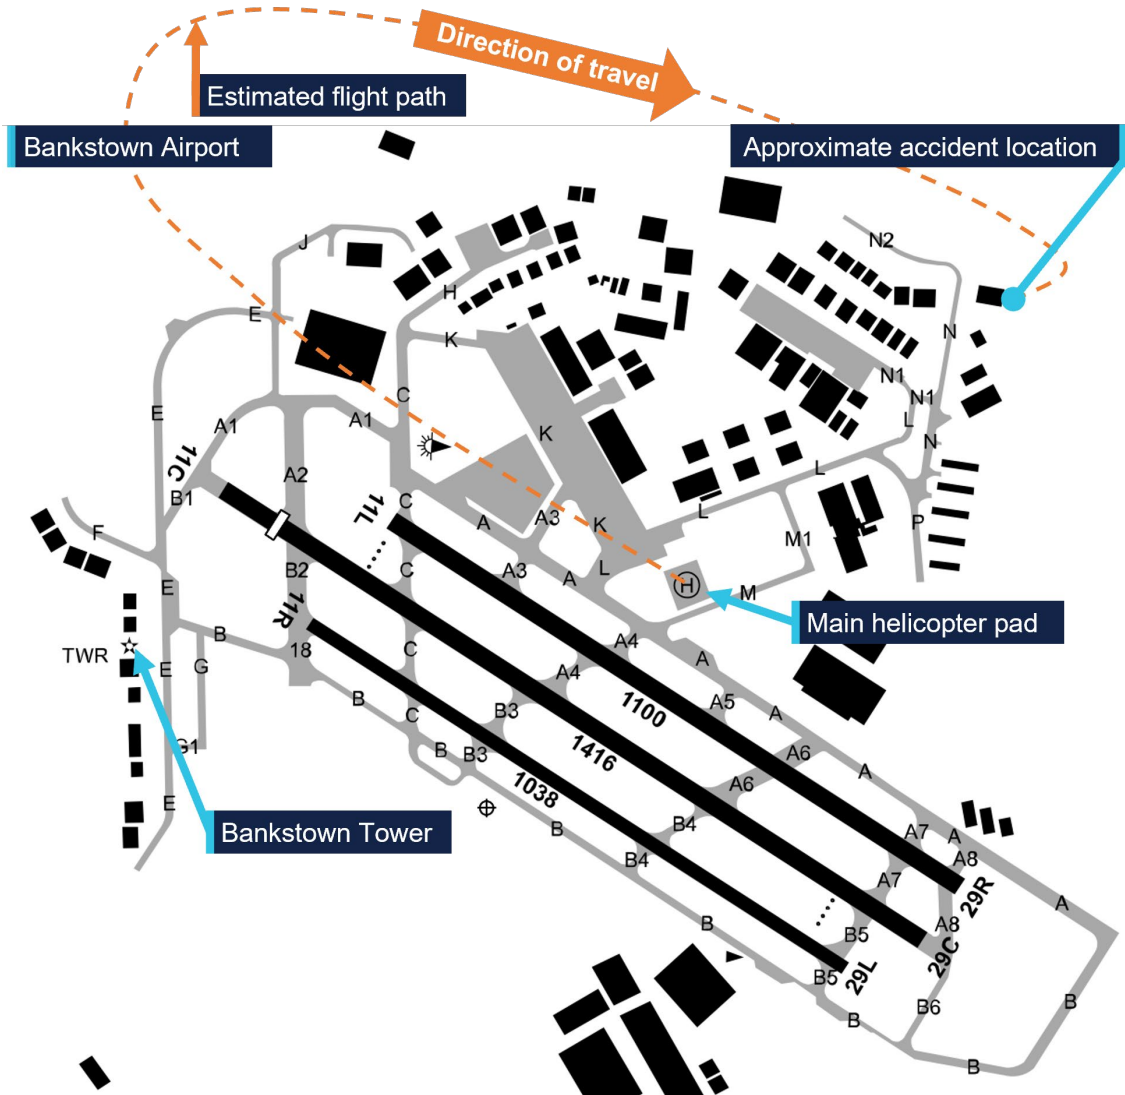 Direction of travel
Estimated flight path
Bankstown Airport
Approximate accident location
N2
J
H
E
K
N
N1
C
N1
E
A1
A1
L
K
N
11C
A2
L
B1
11L
C
A
A3
K
L
P
F
M1
B2
C
A3
A
L
E
H
M
11R
Main helicopter pad
B
18
C
A4
TWR
E
G
A4
A
B
B3
1100
A5
A
C
G1
B
B3
1416
A6
A
1038
A6
E
Bankstown Tower
B
B4
A7
A
B4
A8
A7
29R
A
B
B5
A8
29C
B5
29L
B6
B
B
B